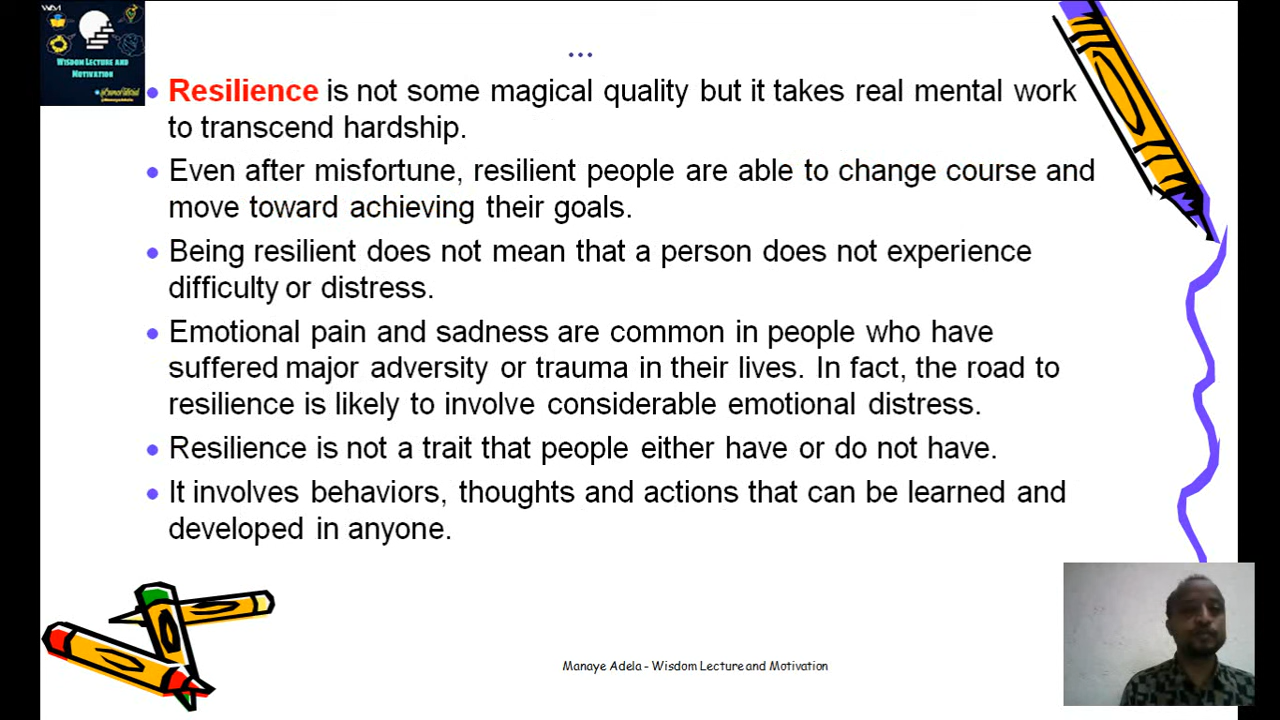 WLM
WISDOM LECTURE AND
MOTIVATION
...
Resilience is not some magical quality but it takes real mental work
to transcend hardship.
Even after misfortune, resilient people are able to change course and
move toward achieving their goals.
Being resilient does not mean that a person does not experience
difficulty or distress.
Emotional pain and sadness are common in people who have
suffered major adversity or trauma in their lives. In fact, the road to
resilience is likely to involve considerable emotional distress.
Resilience is not a trait that people either have or do not have.
It involves behaviors, thoughts and actions that can be learned and
developed in anyone.
Manaye Adela - Wisdom Lecture and Motivation